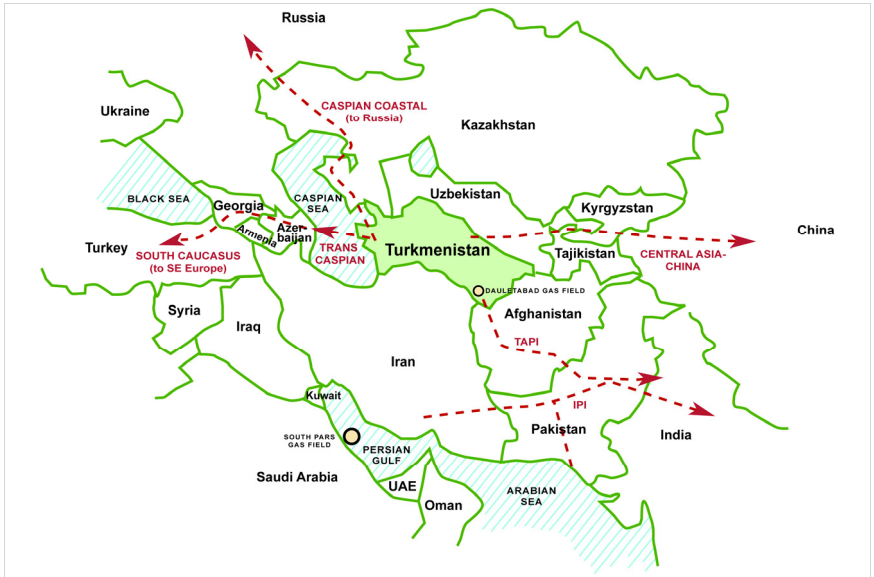 Russia
Ukraine
CASPIAN COASTAL
(to Russia)
Kazakhstan
BLACK SEA
Georgia
CASPIAN
SEA
Uzbekistan
Kyrgyzstan
Armenia
Azer
baijan
China
Turkey
SOUTH CAUCASUS
(to SE Europe)
TRANS
CASPIAN
Turkmenistan
Tajikistan
CENTRAL ASIA-
CHINA
DAULETABAD GAS FIELD
Syria
Iraq
Afghanistan
TAPI
Iran
Kuwait
IPI
Pakistan
India
SOUTH PARS
GAS FIELD
PERSIAN
GULF
Saudi Arabia
UAE
Oman
ARABIAN
SEA